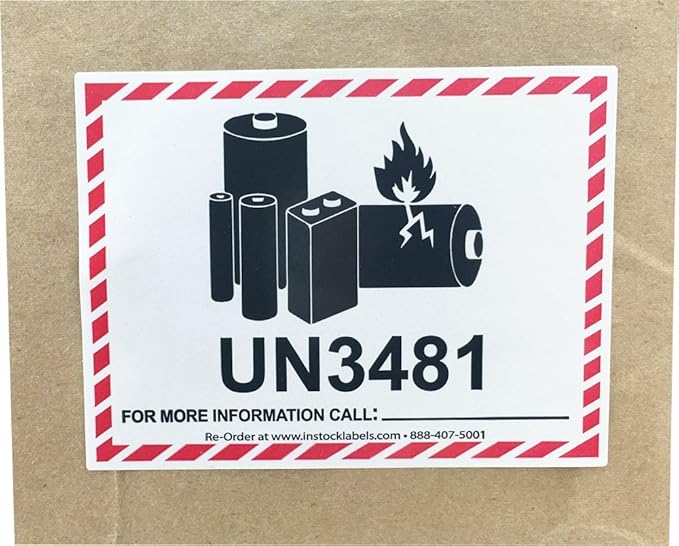 UN3481
FOR MORE INFORMATION CALL:
Re-Order at www.instocklabels.com • 888-407-5001